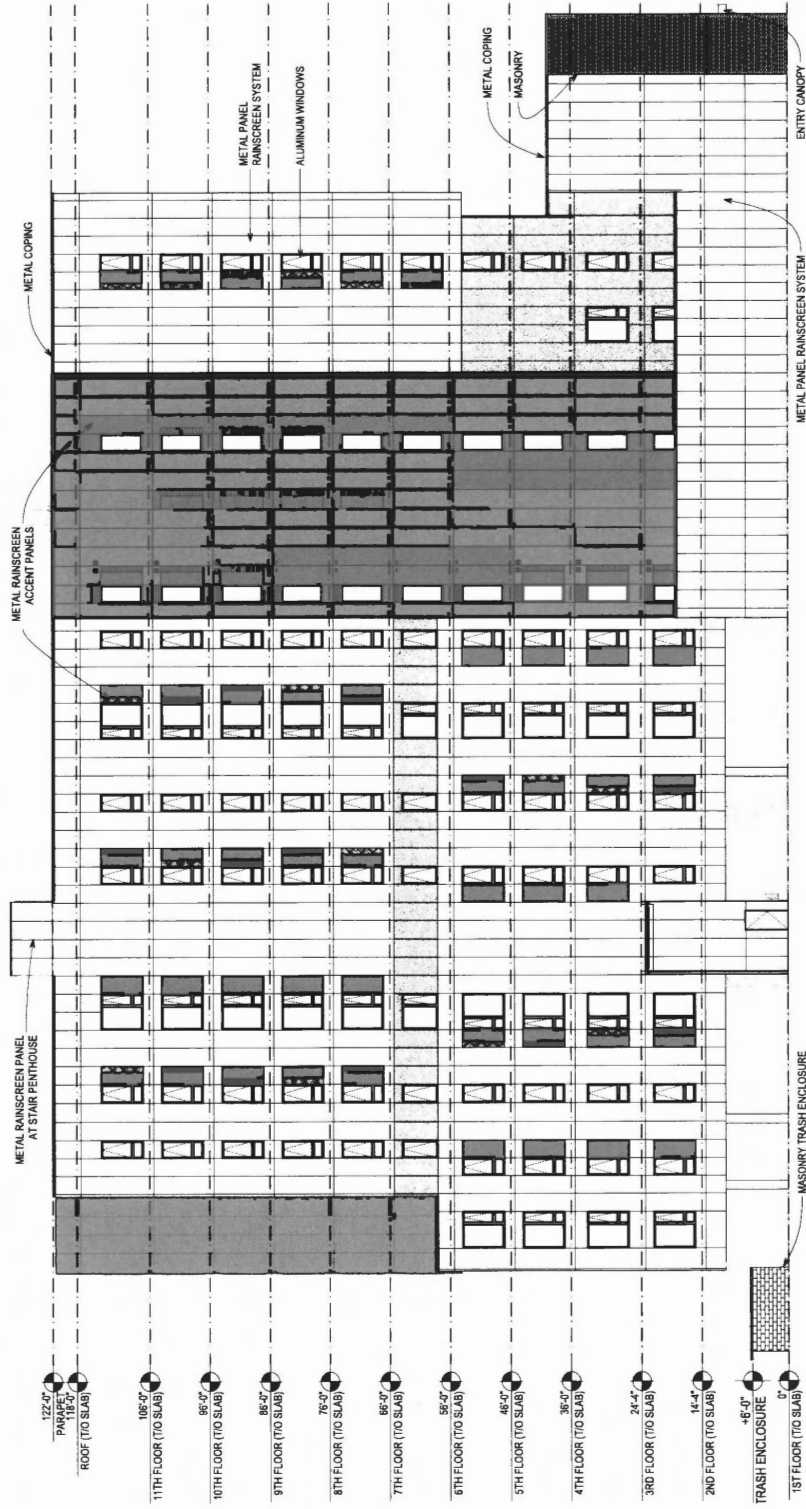 METAL COPING
METAL PANEL
RAINSCREEN SYSTEM
ALUMINUM WINDOWS
METAL COPING
MASONRY
ENTRY CANOPY
METAL PANEL RAINSCREEN SYSTEM
METAL RAINSCREEN
ACCENT PANELS
METAL RAINSCREEN PANEL
AT STAIR PENTHOUSE
MASONRY TRASH ENCLOSURE
122'-0"
PARAPET
118'-0"
ROOF (T/O SLAB)
106'-0"
11TH FLOOR (T/O SLAB)
96'-0"
10TH FLOOR (T/O SLAB)
86'-0"
9TH FLOOR (T/O SLAB)
76'-0"
8TH FLOOR (T/O SLAB)
66'-0"
7TH FLOOR (T/O SLAB)
56'-0"
6TH FLOOR (T/O SLAB)
46'-0"
5TH FLOOR (T/O SLAB)
36'-0"
4TH FLOOR (T/O SLAB)
24'-4"
3RD FLOOR (T/O SLAB)
14'-4"
2ND FLOOR (T/O SLAB)
+6'-0"
TRASH ENCLOSURE
0"
1ST FLOOR (T/O SLAB)